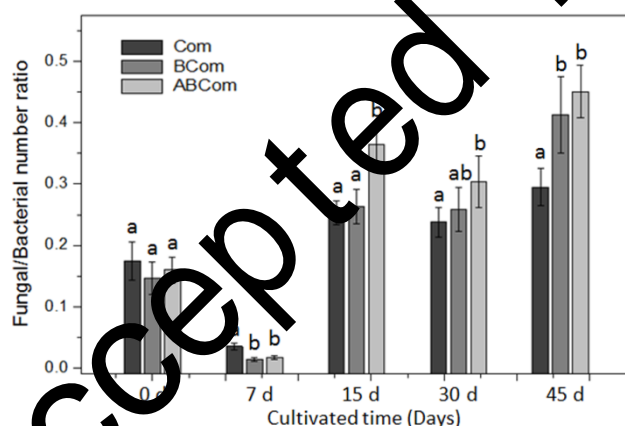 Com
BCom
ABCom
Fungal/Bacterial number ratio
0.5
0.4
0.3
0.2
0.1
0.0
a a a
a b b
a a b
a ab b
a b b
0 d 7 d 15 d 30 d 45 d
Cultivated time (Days)
ccepted